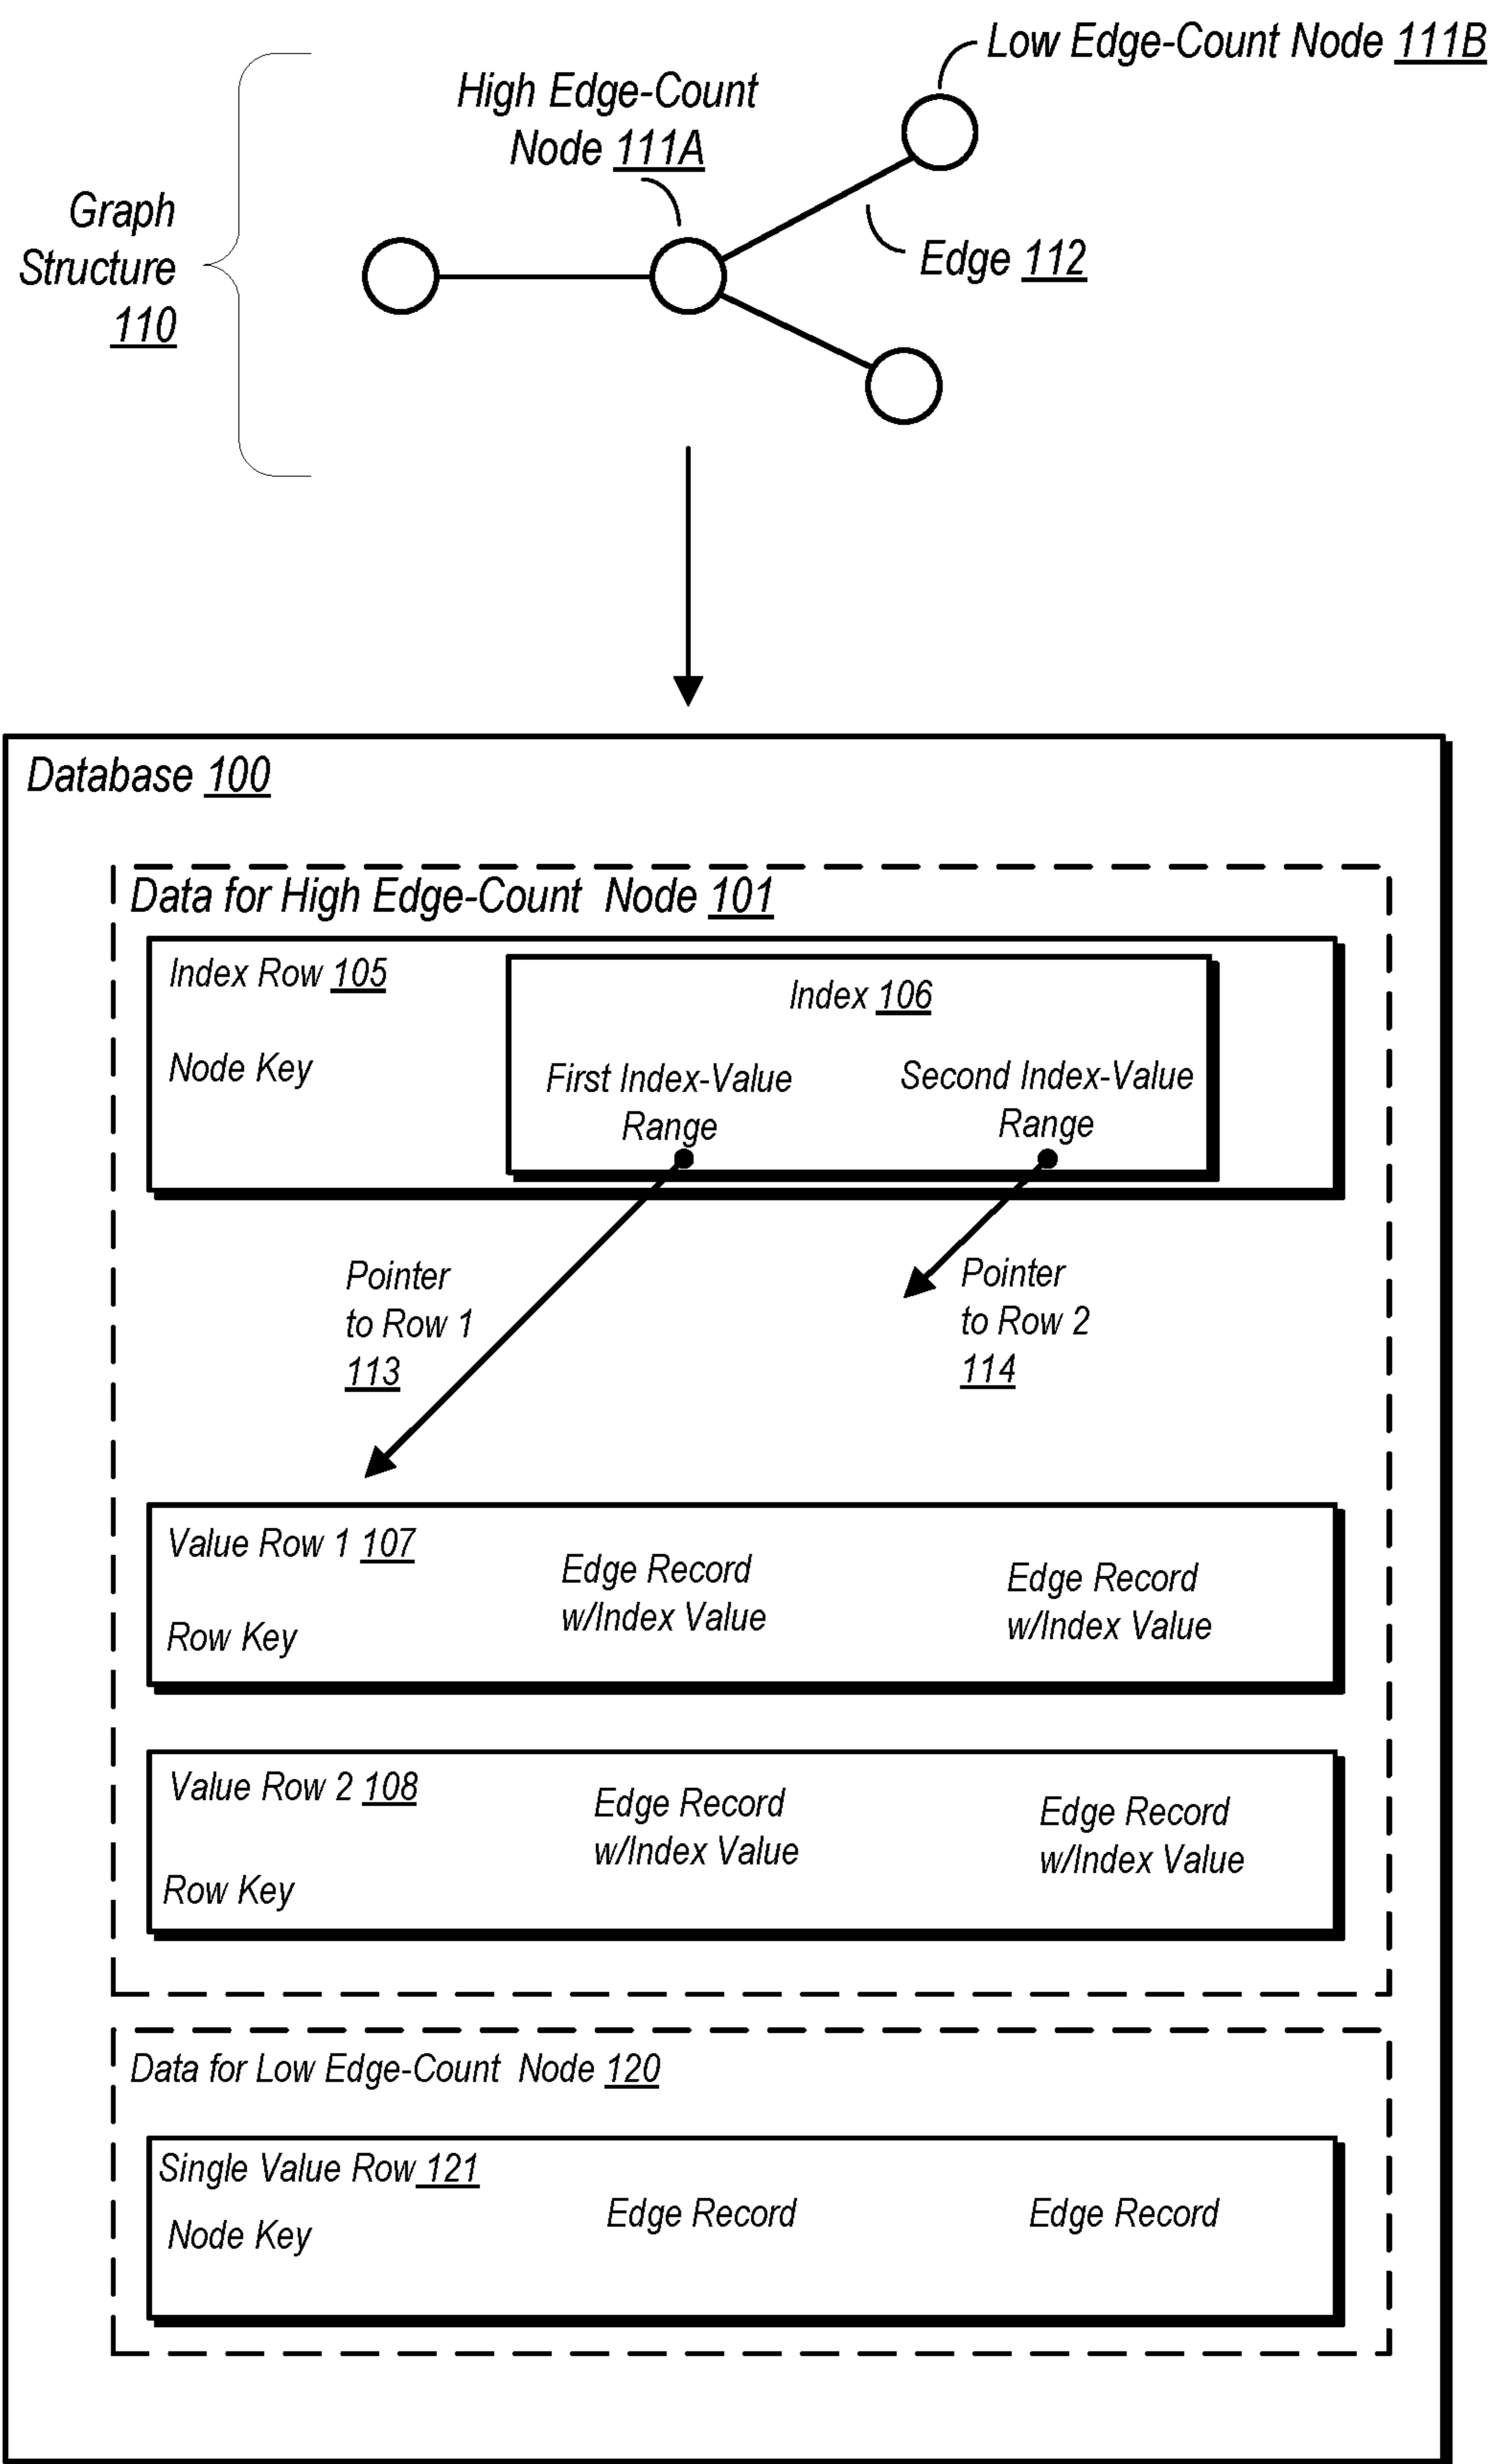 Low Edge-Count Node 111B
High Edge-Count
Node 111A
Graph
Structure
110
Edge 112
Database 100
Data for High Edge-Count Node 101
Index Row 105
Node Key
Index 106
First Index-Value
Range
Second Index-Value
Range
Pointer
to Row 1
113
Pointer
to Row 2
114
Value Row 1 107
Row Key
Edge Record
w/Index Value
Edge Record
w/Index Value
Value Row 2 108
Row Key
Edge Record
w/Index Value
Edge Record
w/Index Value
Data for Low Edge-Count Node 120
Single Value Row 121
Node Key
Edge Record
Edge Record